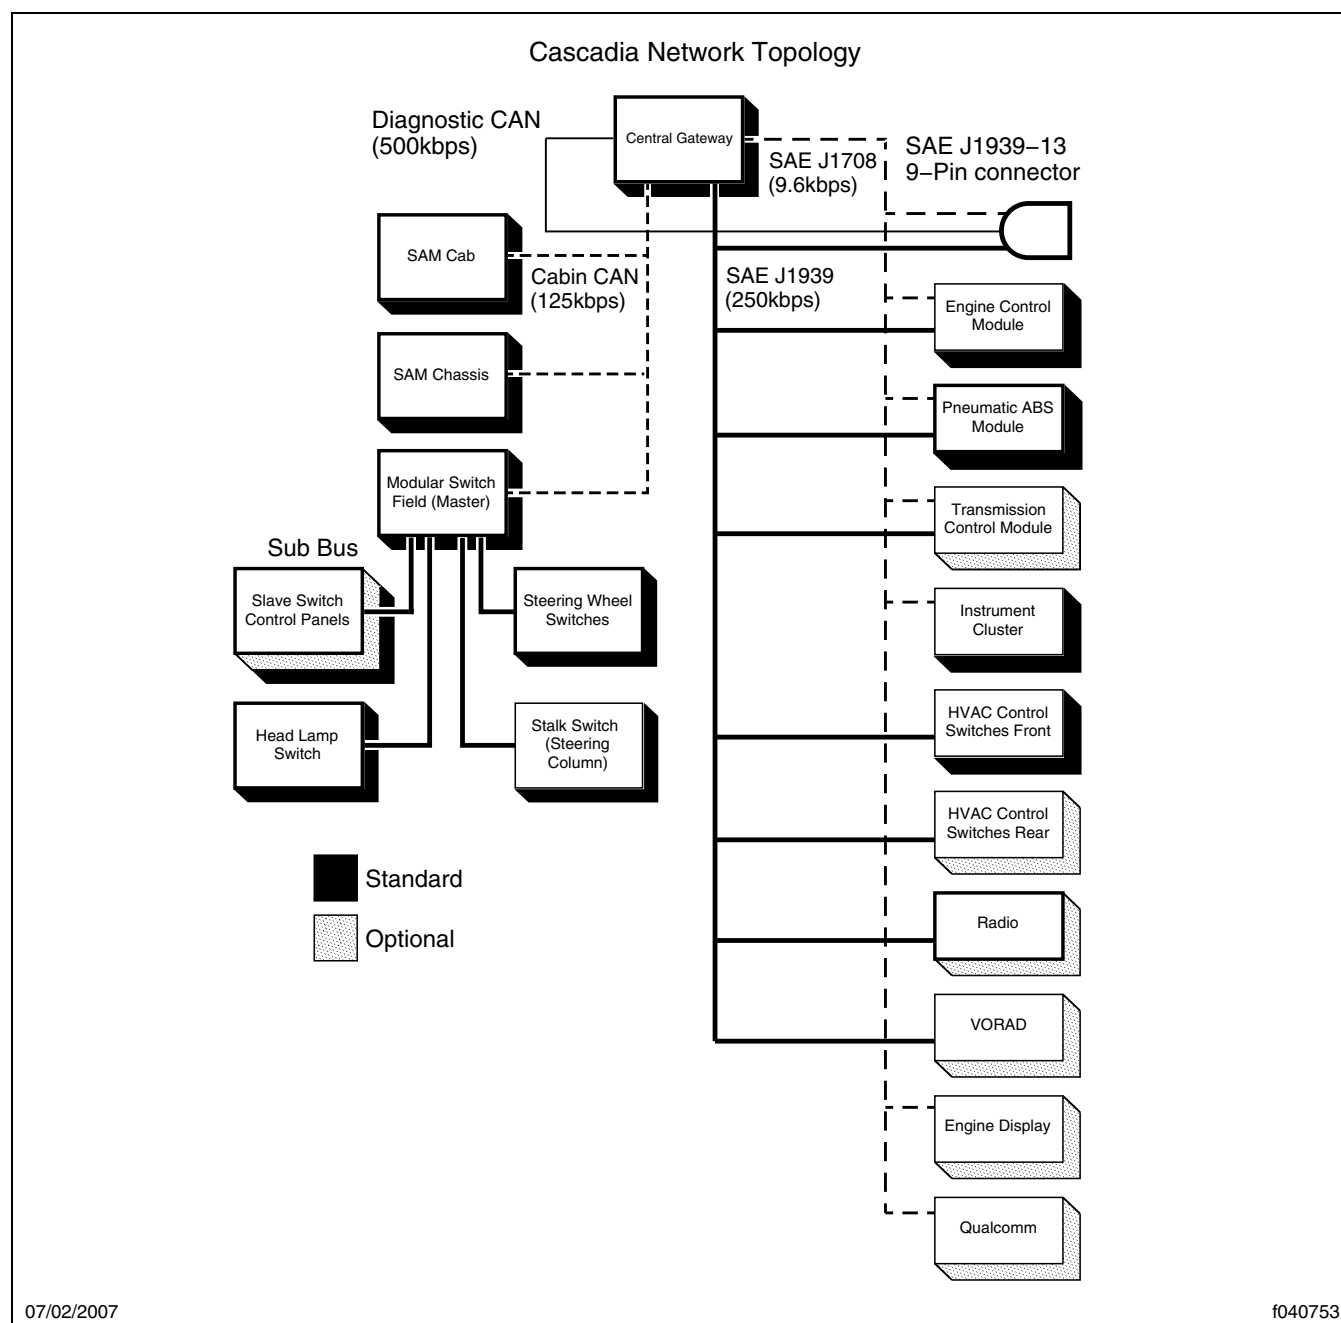 Cascadia Network Topology
Diagnostic CAN
(500kbps)
Central Gateway
SAE J1708
(9.6kbps)
SAE J1939–13
9–Pin connector
SAM Cab
Cabin CAN
(125kbps)
SAE J1939
(250kbps)
Engine Control
Module
SAM Chassis
Pneumatic ABS
Module
Modular Switch
Field (Master)
Transmission
Control Module
Sub Bus
Slave Switch
Control Panels
Steering Wheel
Switches
Instrument
Cluster
Head Lamp
Switch
Stalk Switch
(Steering
Column)
HVAC Control
Switches Front
HVAC Control
Switches Rear
Standard
Optional
Radio
VORAD
Engine Display
Qualcomm
07/02/2007
f040753